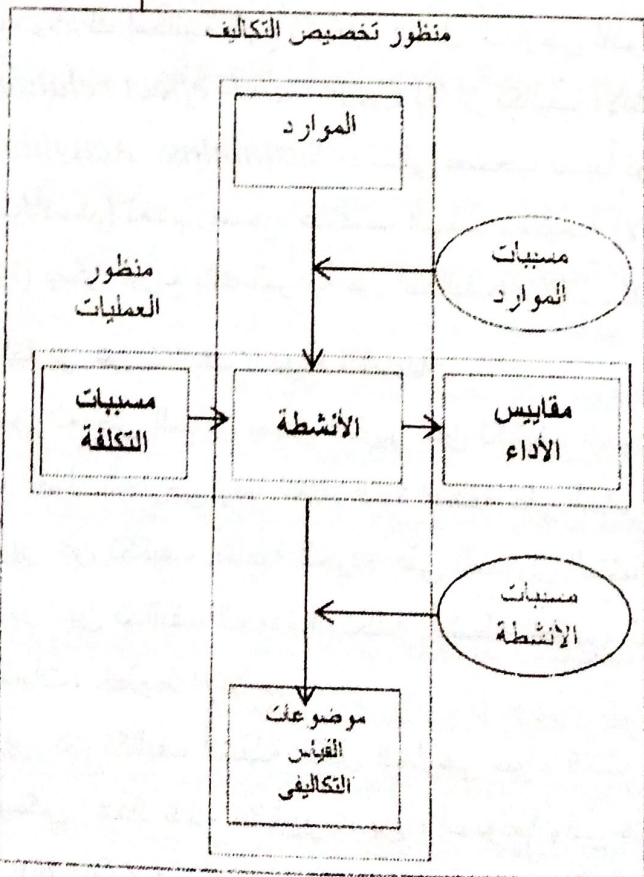 منظور تخصيص التكاليف
الموارد
مسببات
الموارد
منظور
العمليات
مسببات
التكلفة
الأنشطة
مقاييس
الأداء
مسببات
الأنشطة
موضوعات
القياس
التكاليفى